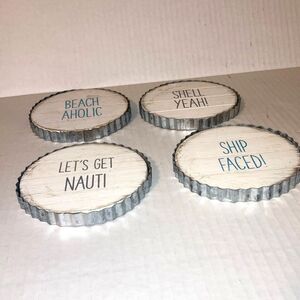 BEACH
AHOLIC
SHELL
YEAH!
LET'S GET
NAUTI
SHIP
FACED!